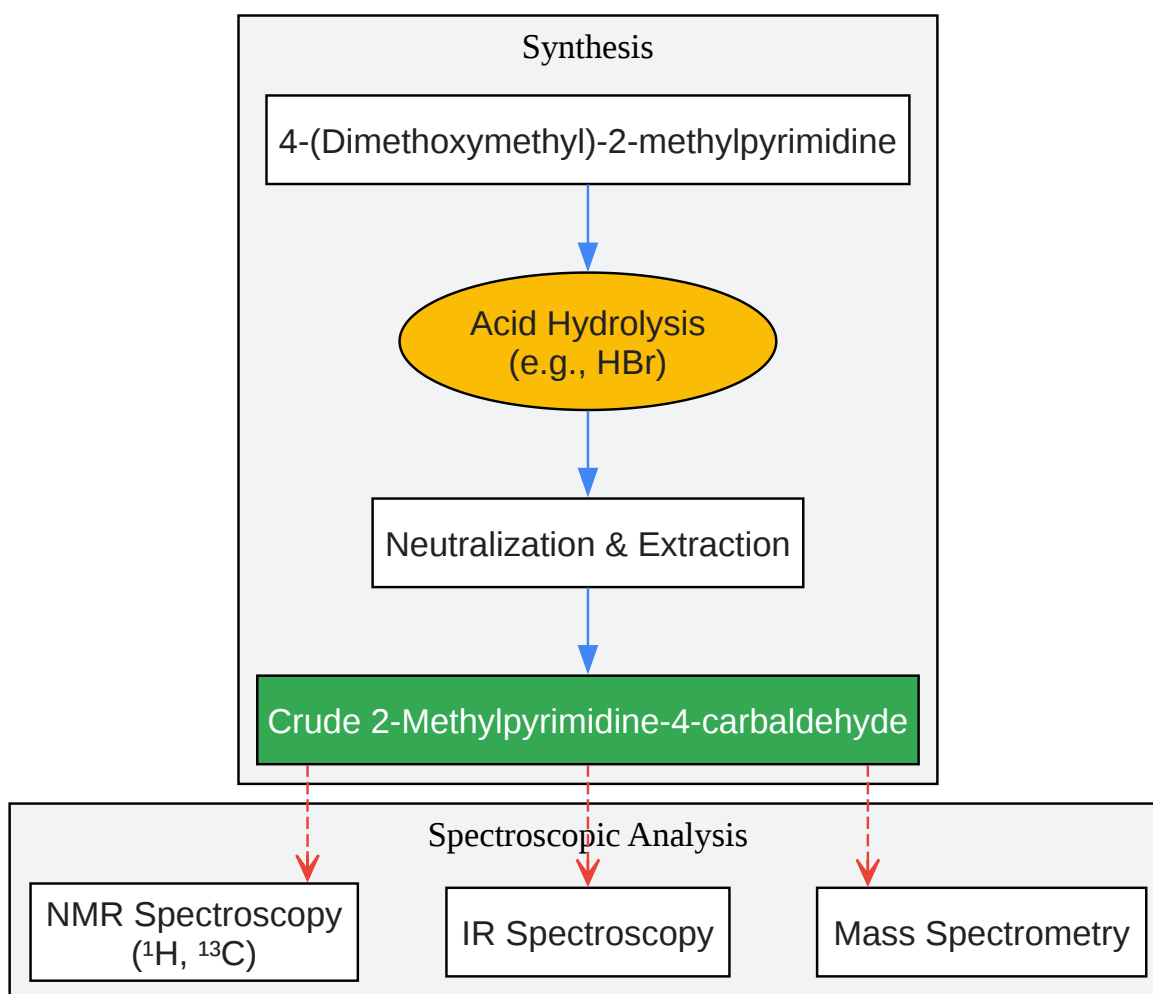 Synthesis
4-(Dimethoxymethyl)-2-methylpyrimidine
Acid Hydrolysis
(e.g., HBr)
Neutralization & Extraction
Crude 2-Methylpyrimidine-4-carbaldehyde
Spectroscopic Analysis
NMR Spectroscopy
(¹H, ¹³C)
IR Spectroscopy
Mass Spectrometry